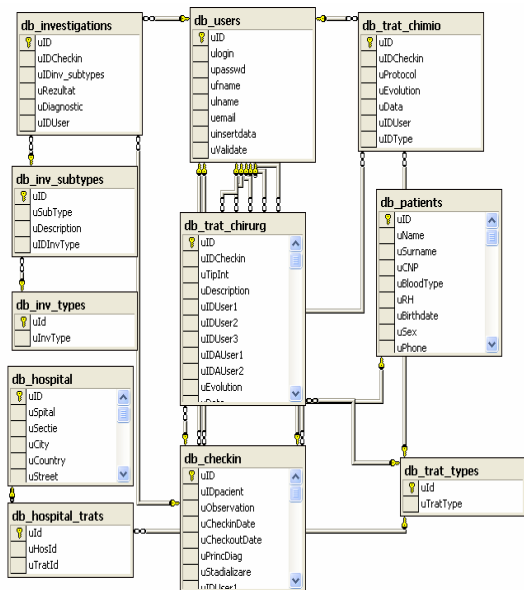 db_investigations
uID
uIDCheckin
uIDinv_subtypes
uRezultat
uDiagnostic
uIDUser
db_users
uID
ulogin
upasswd
ufname
ulname
uemail
uinsertdata
uValidate
db_trat_chimio
uID
uIDCheckin
uProtocol
uEvolution
uData
uIDUser
uIDType
db_inv_subtypes
uID
uSubType
uDescription
uIDInvType
db_trat_chirurg
uID
uIDCheckin
uTipInt
uDescription
uIDUser1
uIDUser2
uIDUser3
uIDAUser1
uIDAUser2
uEvolution
uData
db_patients
uID
uName
uSurname
uCNP
uBloodType
uRH
uBirthdate
uSex
uPhone
db_inv_types
uId
uInvType
db_hospital
uID
uSpital
uSectie
uCity
uCountry
uStreet
db_checkin
uID
uIDpacient
uObservation
uCheckinDate
uCheckoutDate
uPrincDiag
uStadializare
uIDUser1
db_trat_types
uId
uTratType
db_hospital_trats
uId
uHosId
uTratId